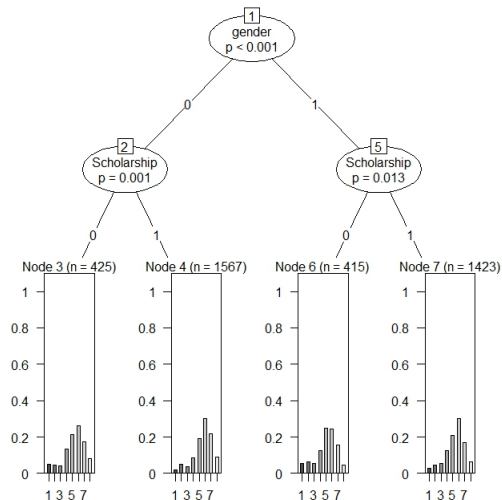 1
gender
p < 0.001
0 1
2 5
Scholarship Scholarship
p = 0.001 p = 0.013
0 1 0 1
Node 3 (n = 425) Node 4 (n = 1567) Node 6 (n = 415) Node 7 (n = 1423)
1 1 1 1
0.8 0.8 0.8 0.8
0.6 0.6 0.6 0.6
0.4 0.4 0.4 0.4
0.2 0.2 0.2 0.2
0 0 0 0
1 3 5 7 1 3 5 7 1 3 5 7 1 3 5 7